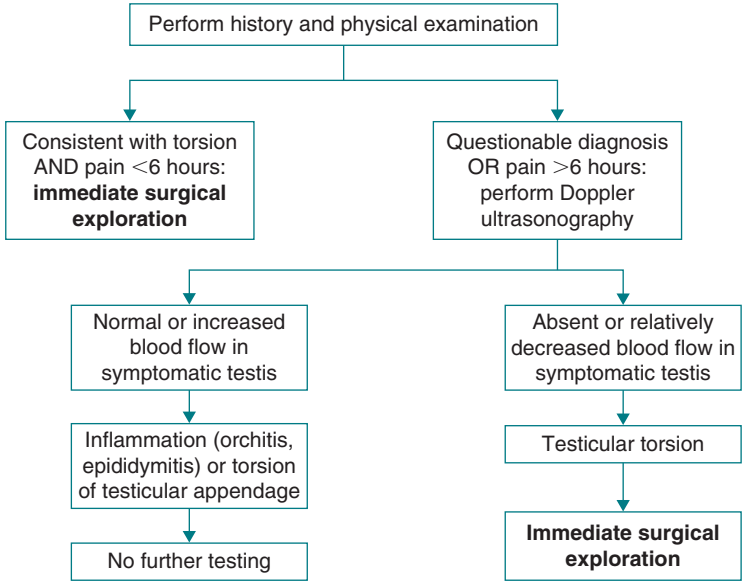 Perform history and physical examination
Consistent with torsion
AND pain <6 hours:
immediate surgical
exploration
Questionable diagnosis
OR pain >6 hours:
perform Doppler
ultrasonography
Normal or increased
blood flow in
symptomatic testis
Absent or relatively
decreased blood flow in
symptomatic testis
Inflammation (orchitis,
epididymitis) or torsion
of testicular appendage
Testicular torsion
No further testing
Immediate surgical
exploration